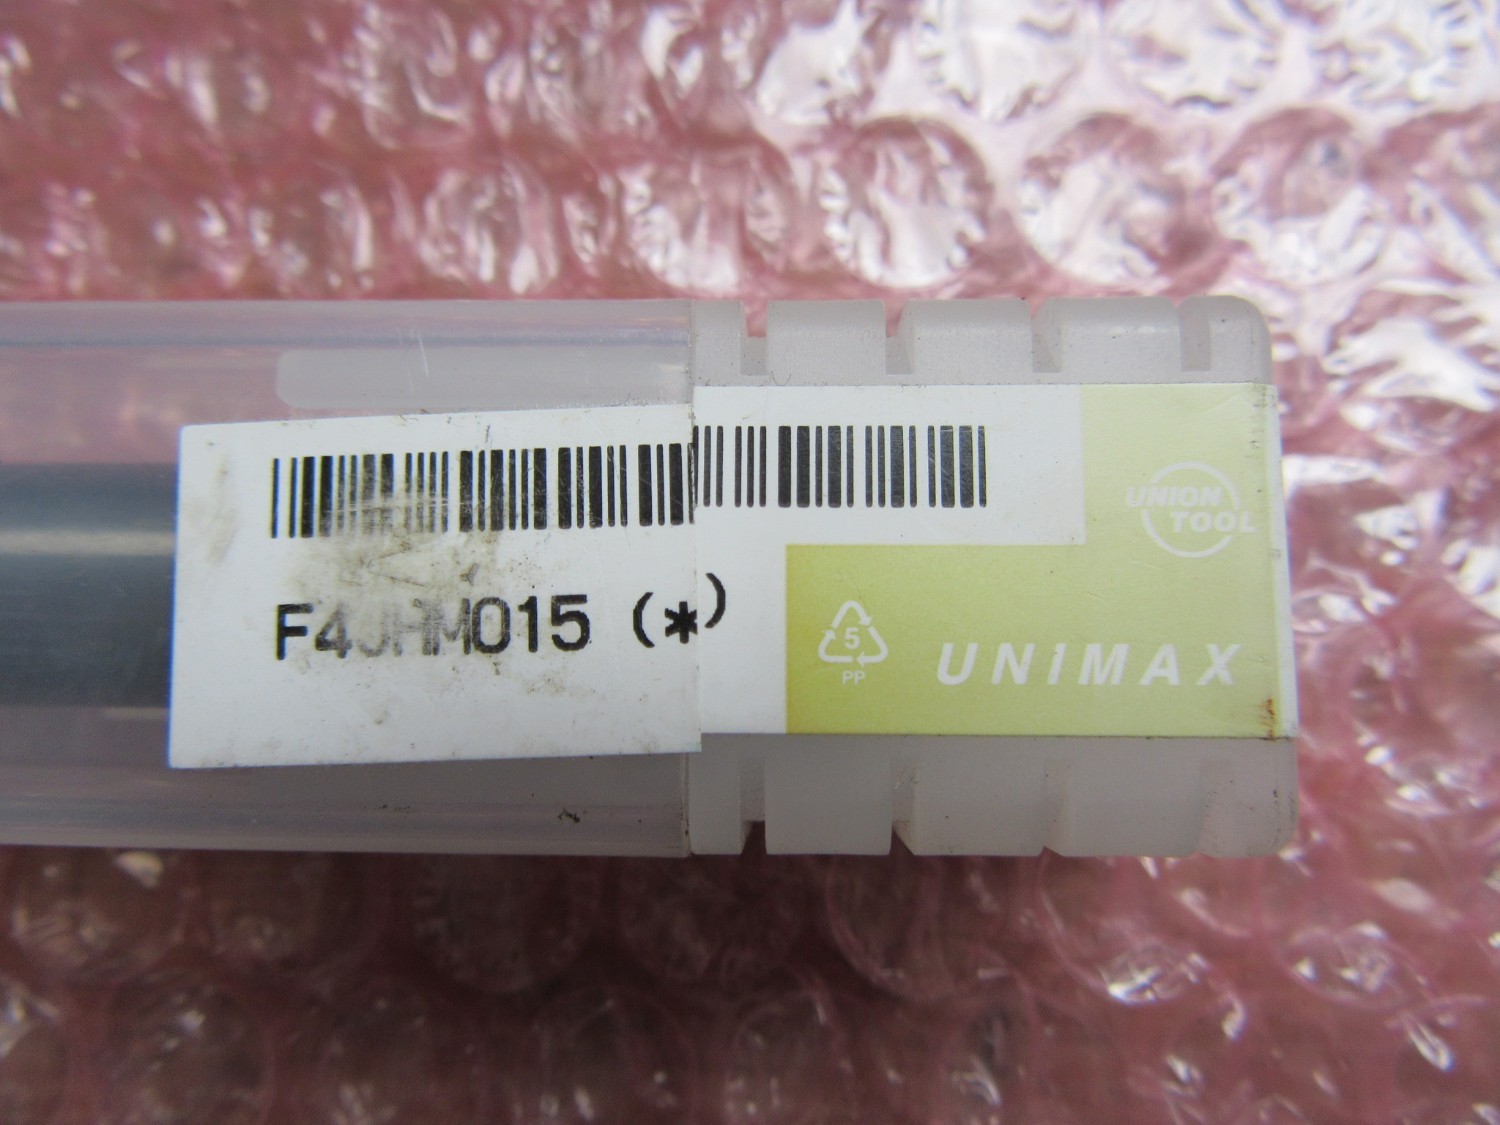 UNION
TOOL
F4JHM015 (*)
5
PP
UNIMAX